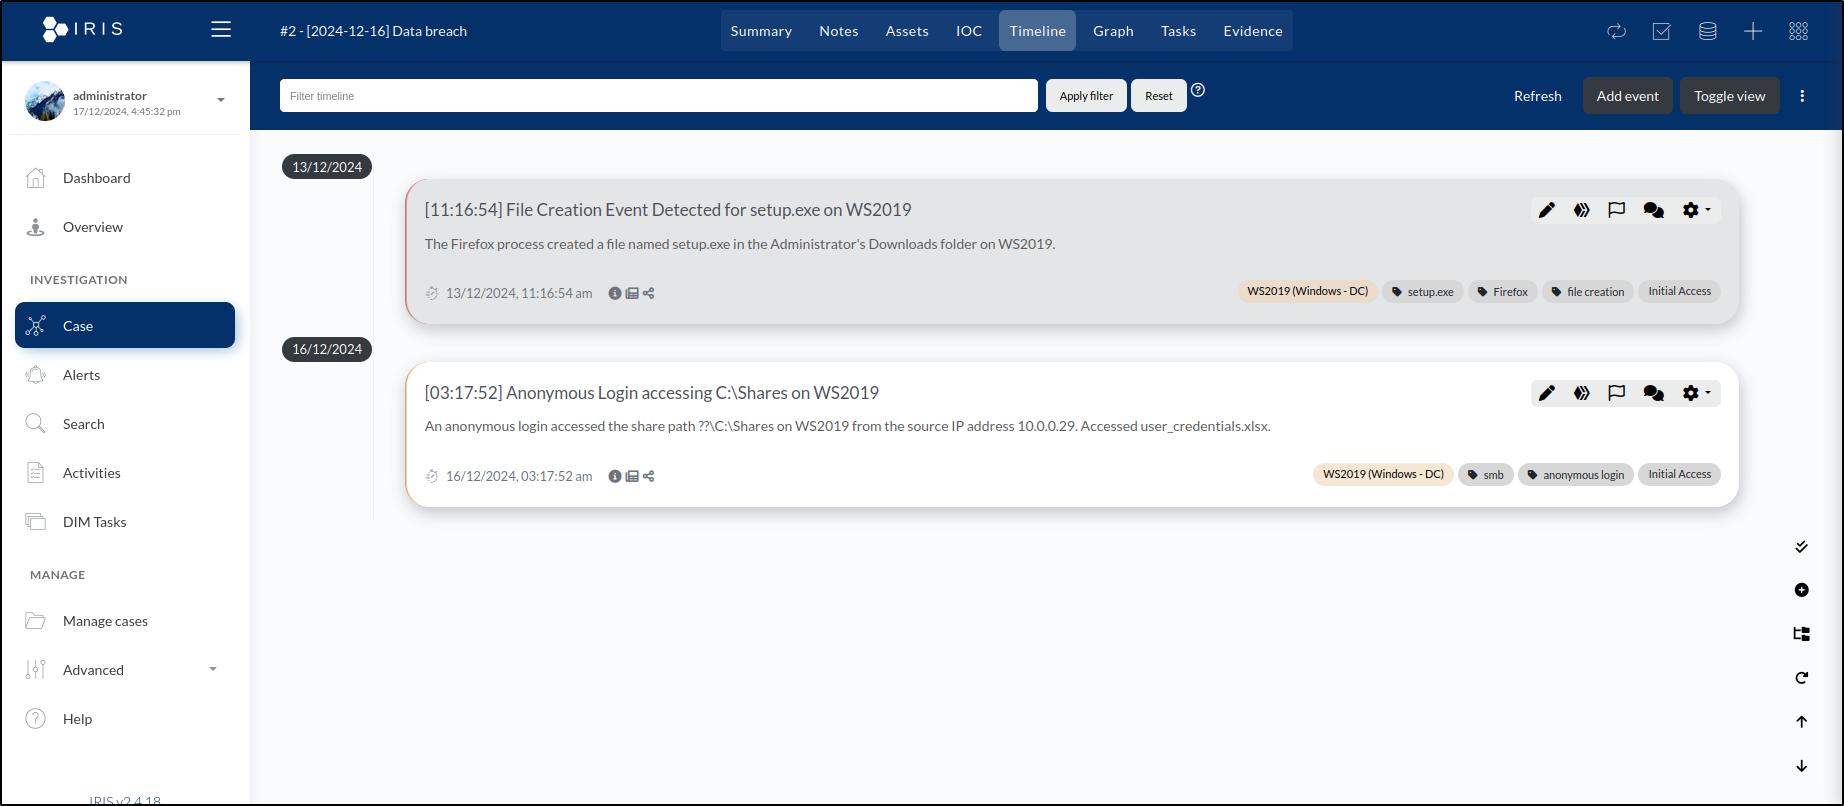 IRIS
#2 - [2024-12-16] Data breach
Summary Notes Assets IOC Timeline Graph Tasks Evidence
administrator
17/12/2024, 4:45:32 pm
Dashboard
Overview
INVESTIGATION
Case
Alerts
Search
Activities
DIM Tasks
MANAGE
Manage cases
Advanced
Help
IRIS v2.4.18
Filter timeline
Apply filter
Reset
Refresh
Add event
Toggle view
13/12/2024
[11:16:54] File Creation Event Detected for setup.exe on WS2019
The Firefox process created a file named setup.exe in the Administrator's Downloads folder on WS2019.
13/12/2024, 11:16:54 am
WS2019 (Windows - DC) setup.exe Firefox file creation Initial Access
16/12/2024
[03:17:52] Anonymous Login accessing C:\Shares on WS2019
An anonymous login accessed the share path ??\C:\Shares on WS2019 from the source IP address 10.0.0.29. Accessed user_credentials.xlsx.
16/12/2024, 03:17:52 am
WS2019 (Windows - DC) smb anonymous login Initial Access